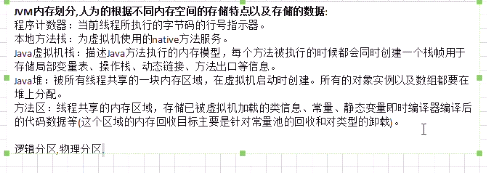 JVM内存划分,人为的根据不同内存空间的存储特点以及存储的数据:
程序计数器：当前线程所执行的字节码的行号指示器。
本地方法栈：为虚拟机使用的native方法服务。
Java虚拟机栈：描述Java方法执行的内存模型，每个方法被执行的时候都会同时创建一个栈帧用于
存储局部变量表、操作栈、动态链接、方法出口等信息。
Java堆：被所有线程共享的一块内存区域，在虚拟机启动时创建。所有的对象实例以及数组都要在
堆上分配。
方法区：线程共享的内存区域，存储已被虚拟机加载的类信息、常量、静态变量即时编译器编译后
的代码数据等(这个区域的内存回收目标主要是针对常量池的回收和对类型的卸载)。
逻辑分区,物理分区.